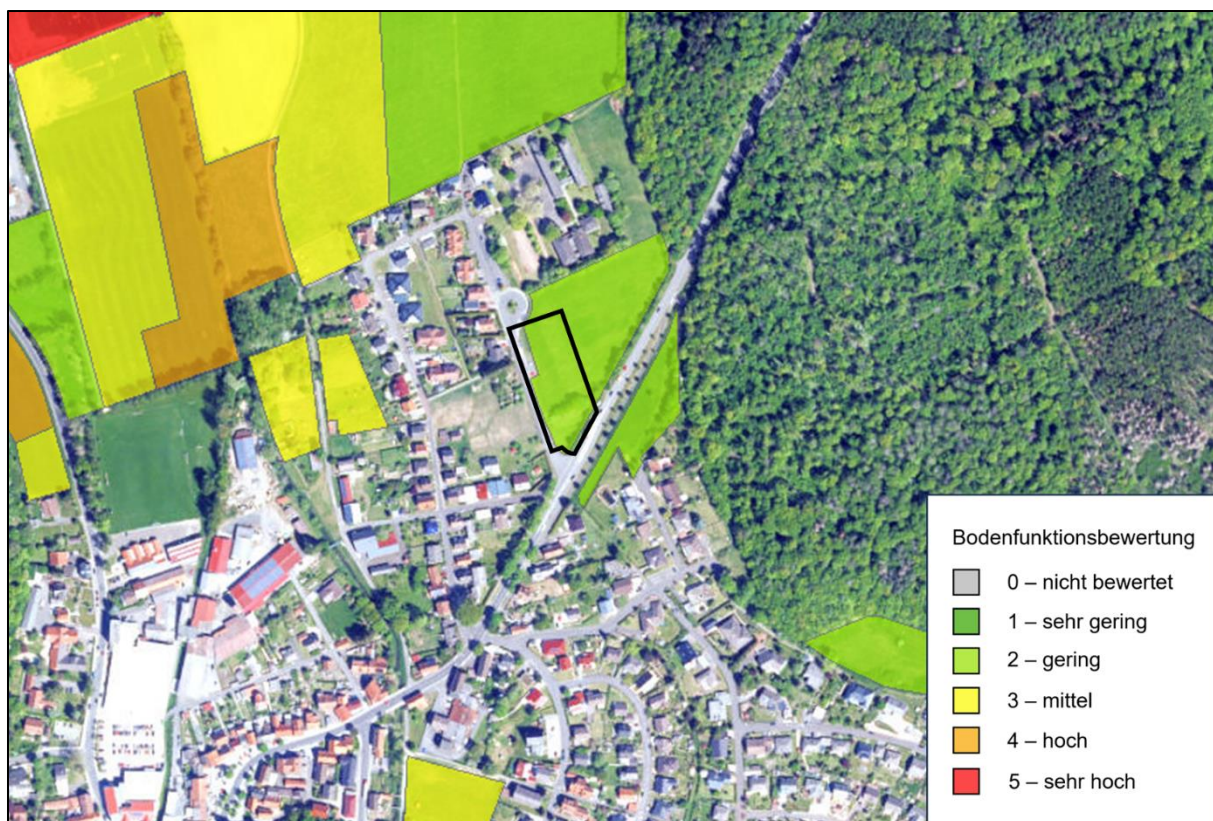 Bodenfunktionsbewertung
0 – nicht bewertet
1 – sehr gering
2 – gering
3 – mittel
4 – hoch
5 – sehr hoch